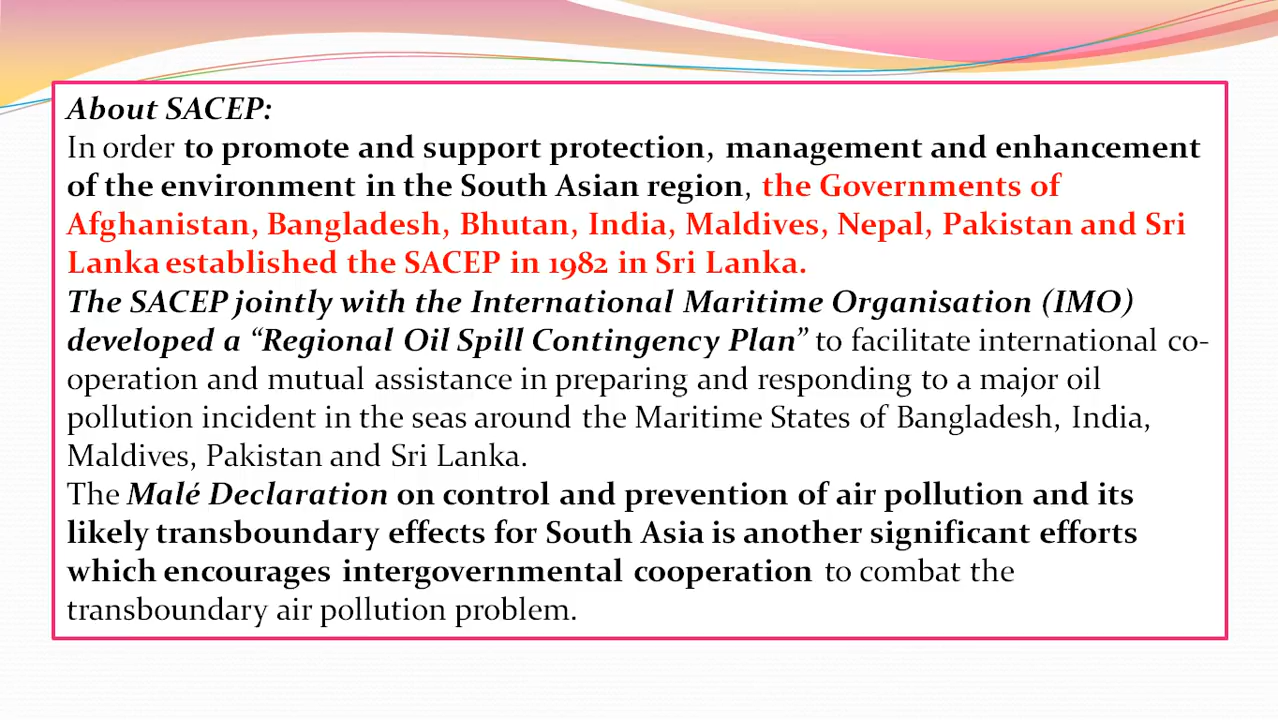 About SACEP:
In order to promote and support protection, management and enhancement
of the environment in the South Asian region, the Governments of
Afghanistan, Bangladesh, Bhutan, India, Maldives, Nepal, Pakistan and Sri
Lanka established the SACEP in 1982 in Sri Lanka.
The SACEP jointly with the International Maritime Organisation (IMO)
developed a “Regional Oil Spill Contingency Plan” to facilitate international co-
operation and mutual assistance in preparing and responding to a major oil
pollution incident in the seas around the Maritime States of Bangladesh, India,
Maldives, Pakistan and Sri Lanka.
The Malé Declaration on control and prevention of air pollution and its
likely transboundary effects for South Asia is another significant efforts
which encourages intergovernmental cooperation to combat the
transboundary air pollution problem.